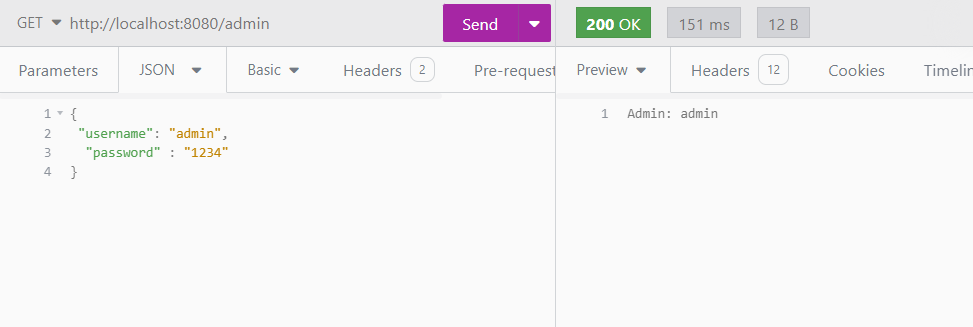 GET http://localhost:8080/admin Send 200 OK 151 ms 12 B
Parameters JSON Basic Headers 2 Pre-request Preview Headers 12 Cookies Timelin
1 {
2 "username": "admin",
3 "password" : "1234"
4 }
1 Admin: admin